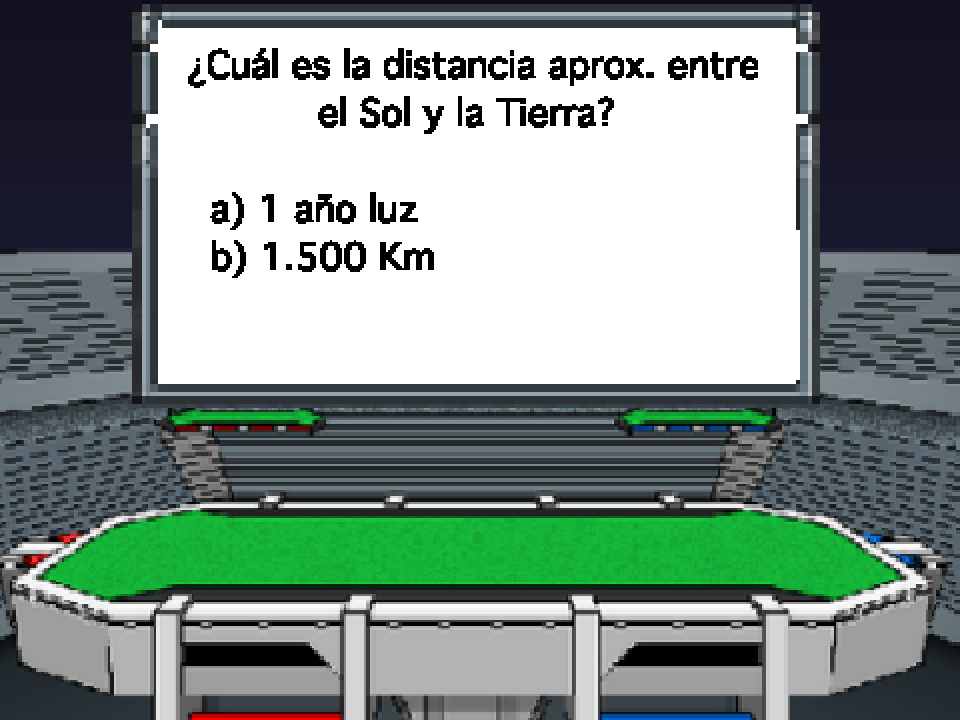 ¿Cuál es la distancia aprox. entre
el Sol y la Tierra?
a) 1 año luz
b) 1.500 Km